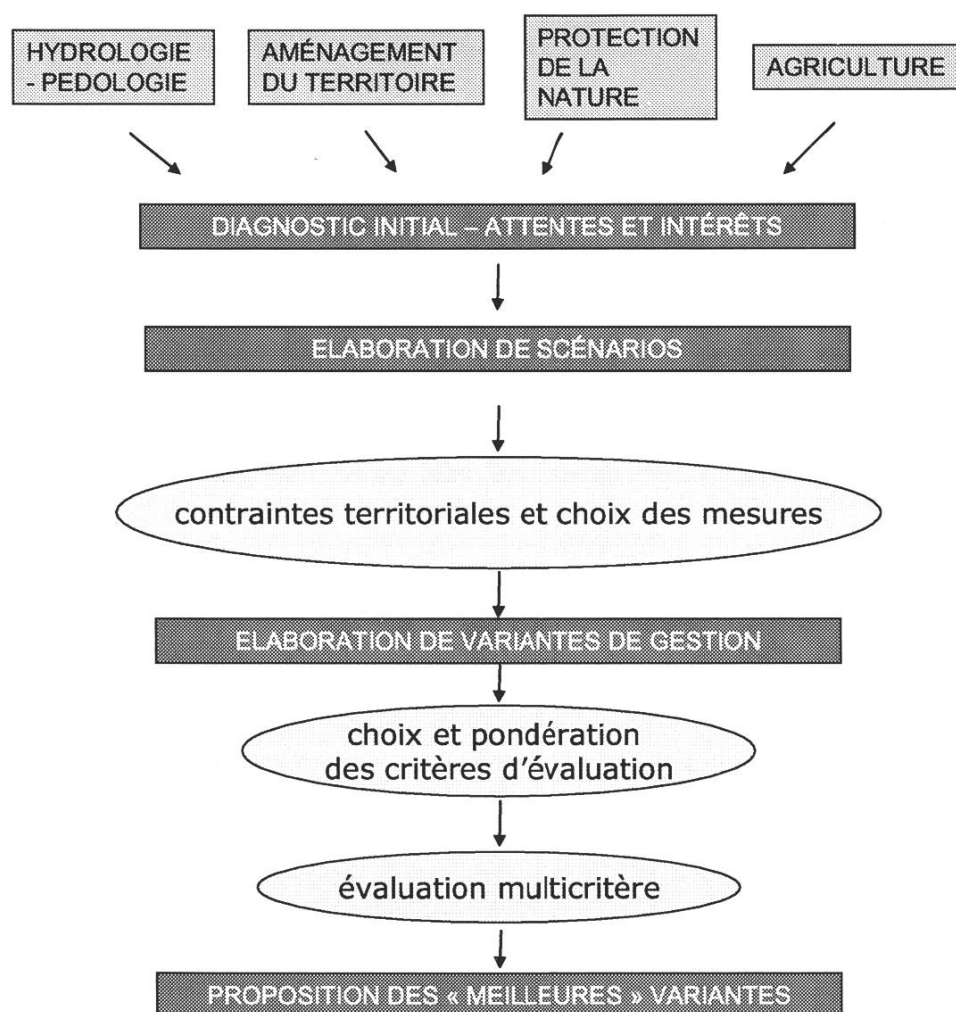 HYDROLOGIE
- PEDOLOGIE
AMÉNAGEMENT
DU TERRITOIRE
PROTECTION
DE LA
NATURE
AGRICULTURE
DIAGNOSTIC INITIAL – ATTENTES ET INTÉRÊTS
ELABORATION DE SCÉNARIOS
contraintes territoriales et choix des mesures
ELABORATION DE VARIANTES DE GESTION
choix et pondération
des critères d'évaluation
évaluation multicritère
PROPOSITION DES « MEILLEURES » VARIANTES